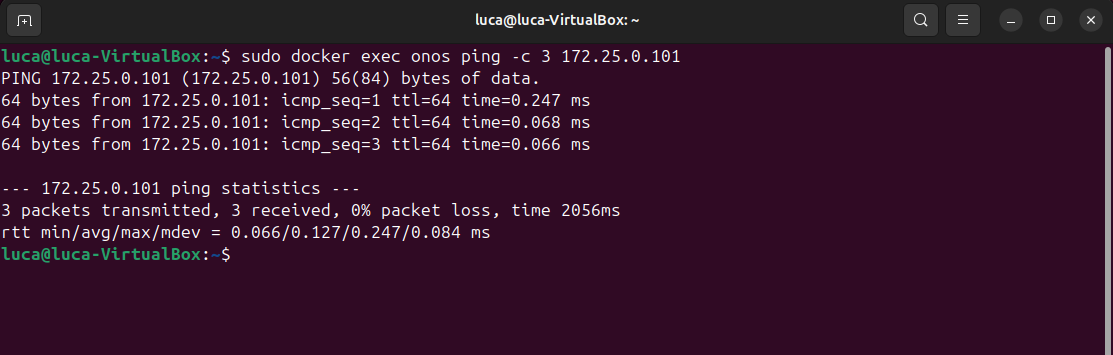 luca@luca-VirtualBox: ~
luca@luca-VirtualBox:~$ sudo docker exec onos ping -c 3 172.25.0.101
PING 172.25.0.101 (172.25.0.101) 56(84) bytes of data.
64 bytes from 172.25.0.101: icmp_seq=1 ttl=64 time=0.247 ms
64 bytes from 172.25.0.101: icmp_seq=2 ttl=64 time=0.068 ms
64 bytes from 172.25.0.101: icmp_seq=3 ttl=64 time=0.066 ms
--- 172.25.0.101 ping statistics ---
3 packets transmitted, 3 received, 0% packet loss, time 2056ms
rtt min/avg/max/mdev = 0.066/0.127/0.247/0.084 ms
luca@luca-VirtualBox:~$